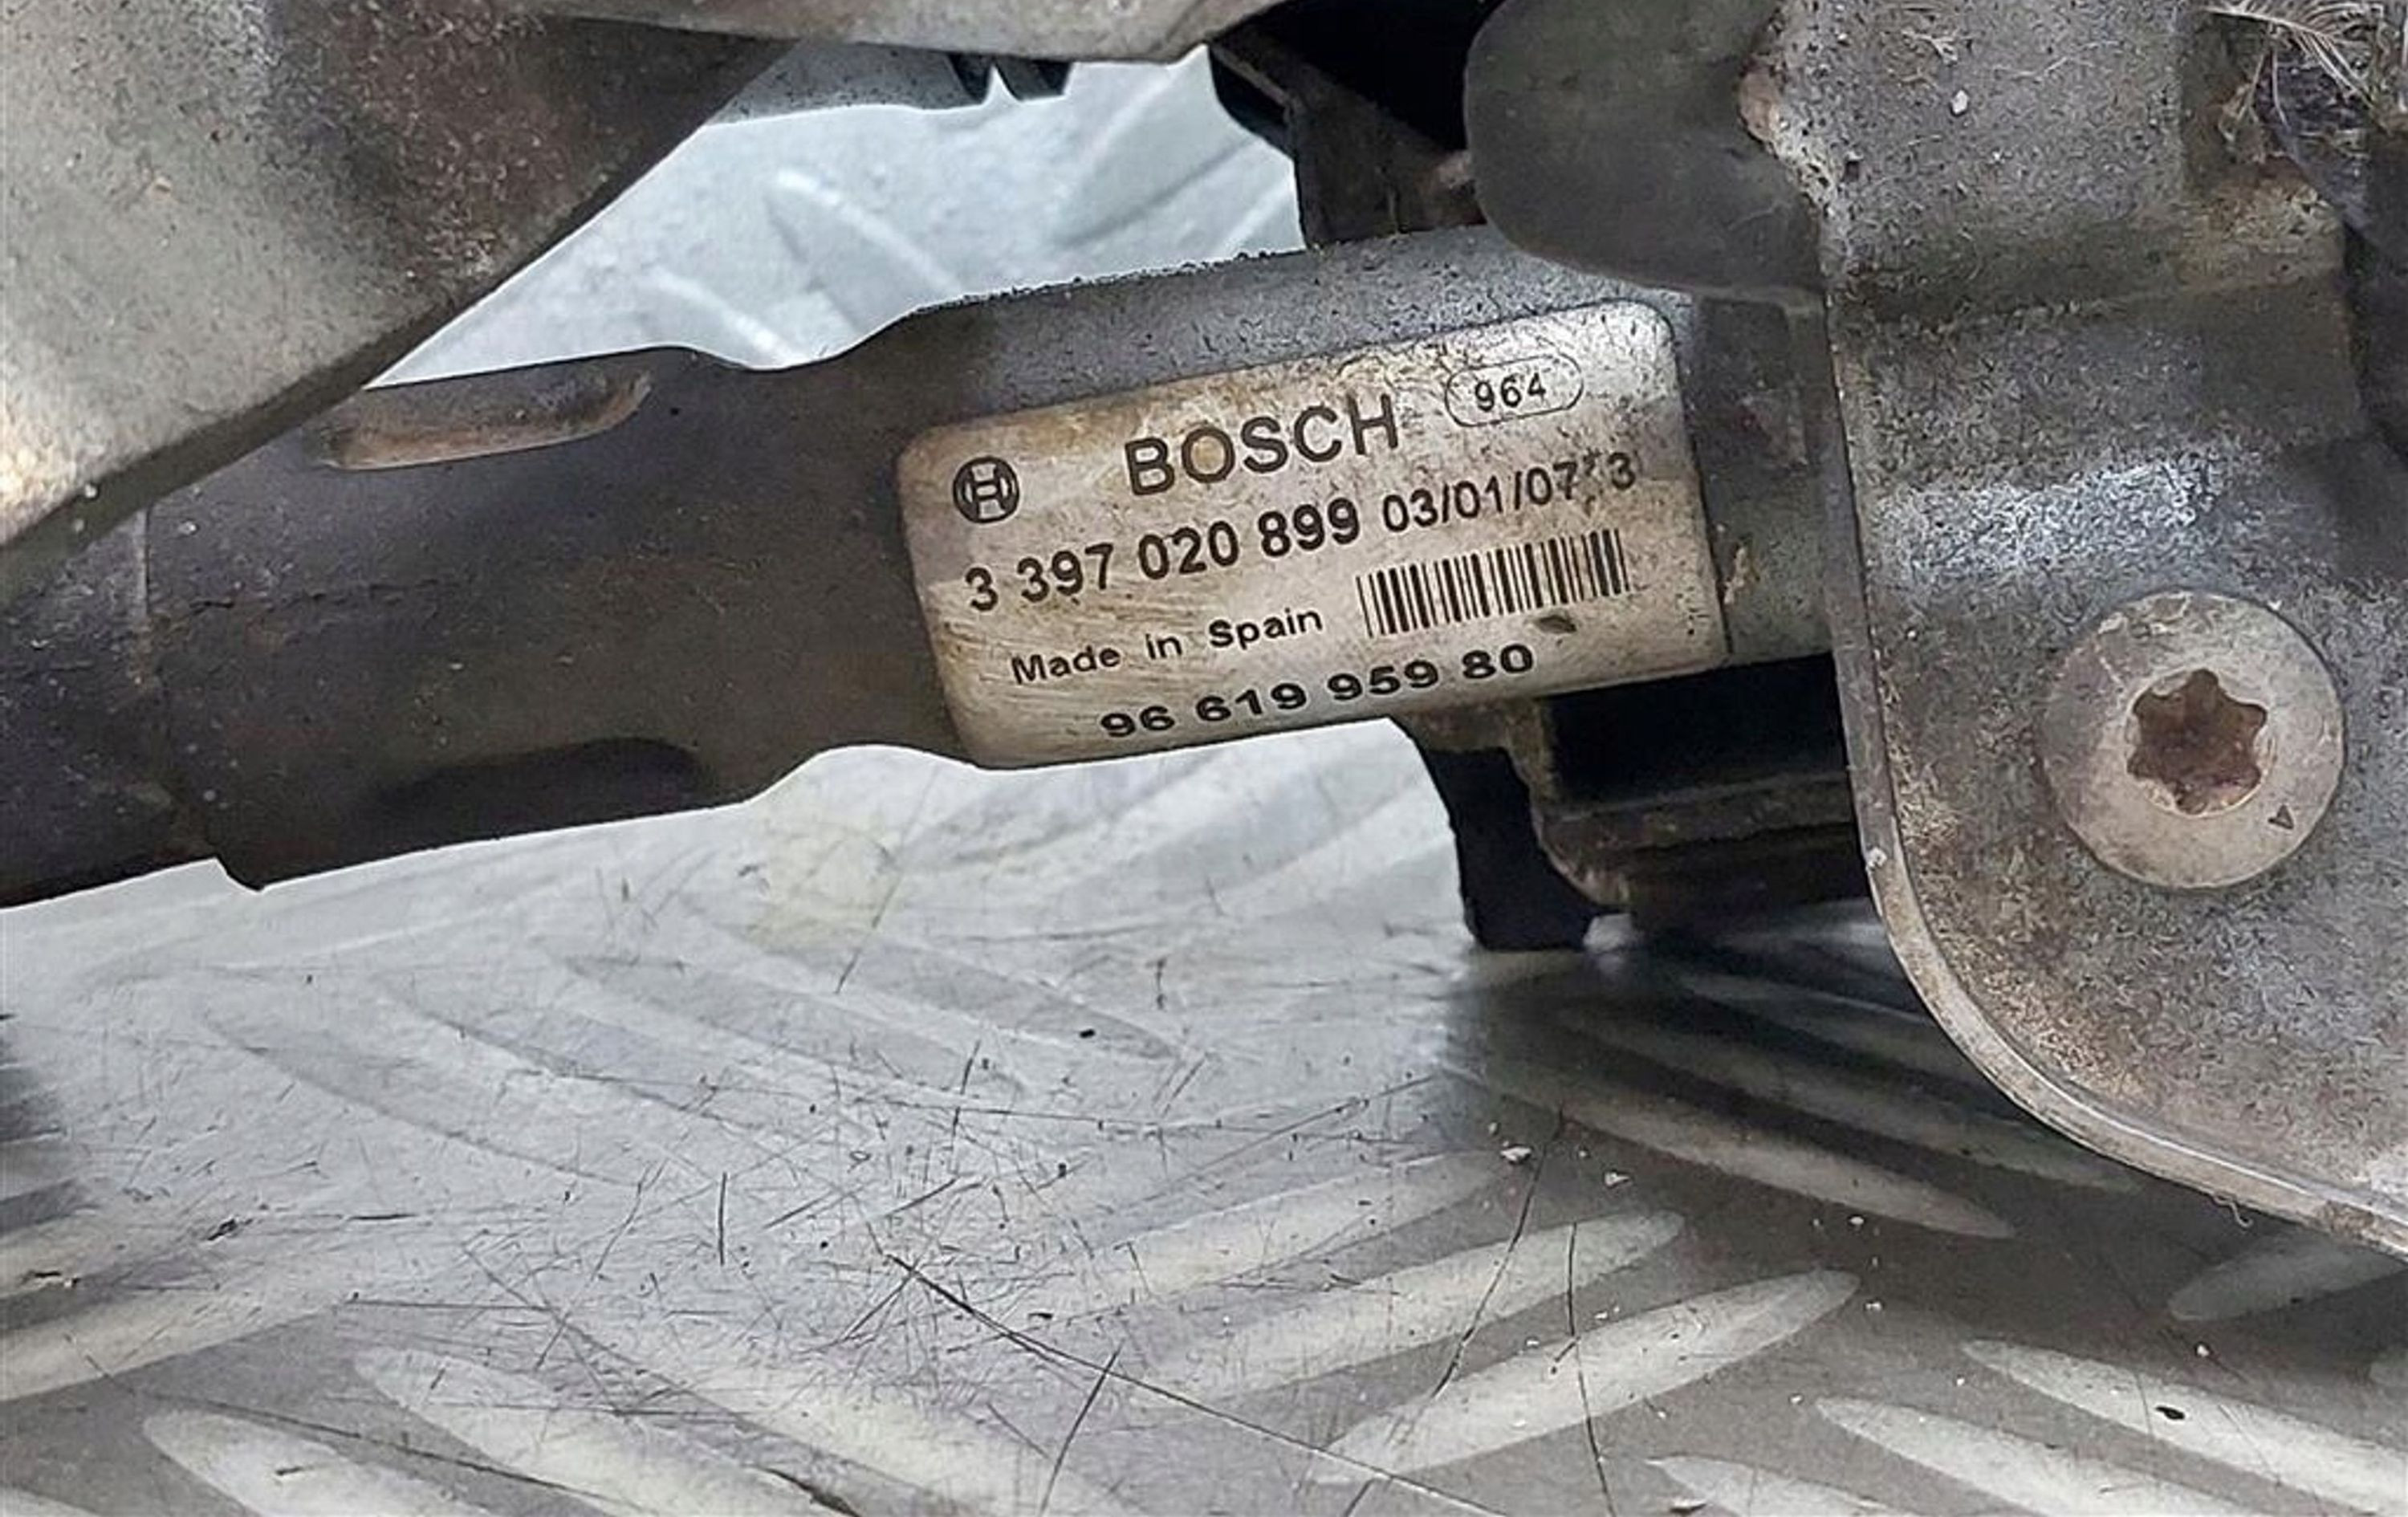 BOSCH 964
3 397 020 899 03/01/07 3
Made in Spain
96 619 959 80